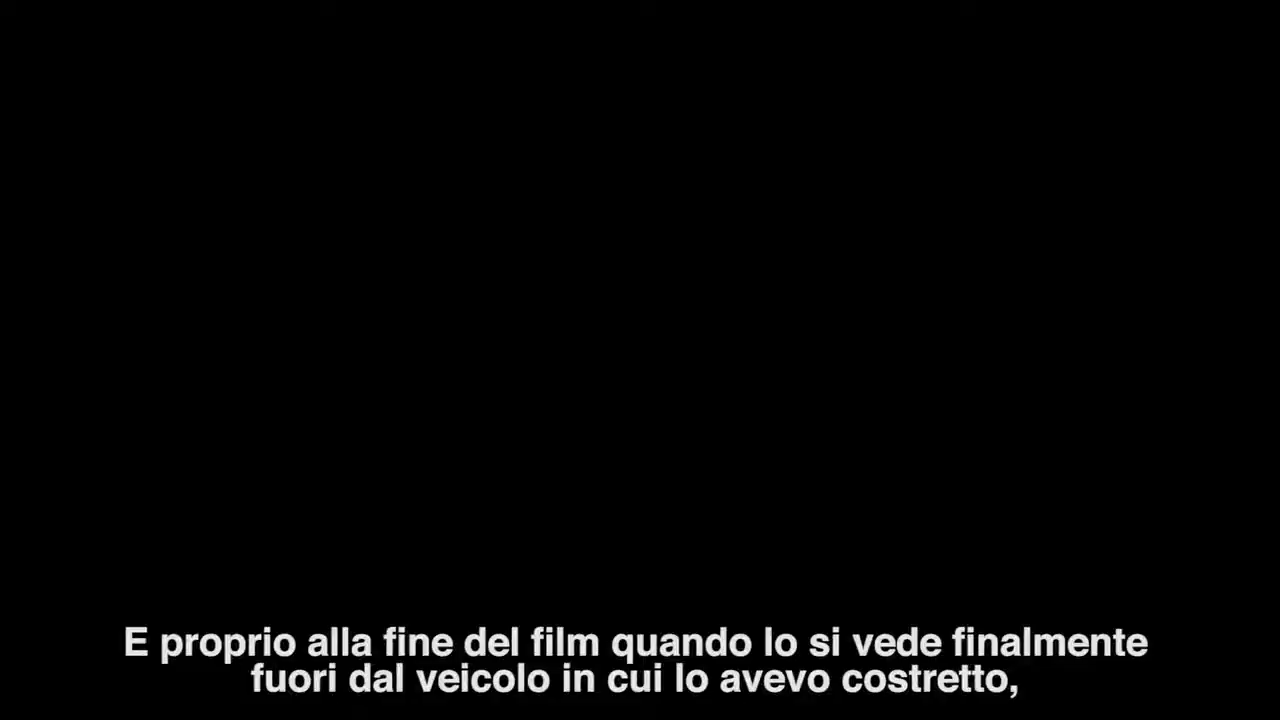 E proprio alla fine del film quando lo si vede finalmente
fuori dal veicolo in cui lo avevo costretto,